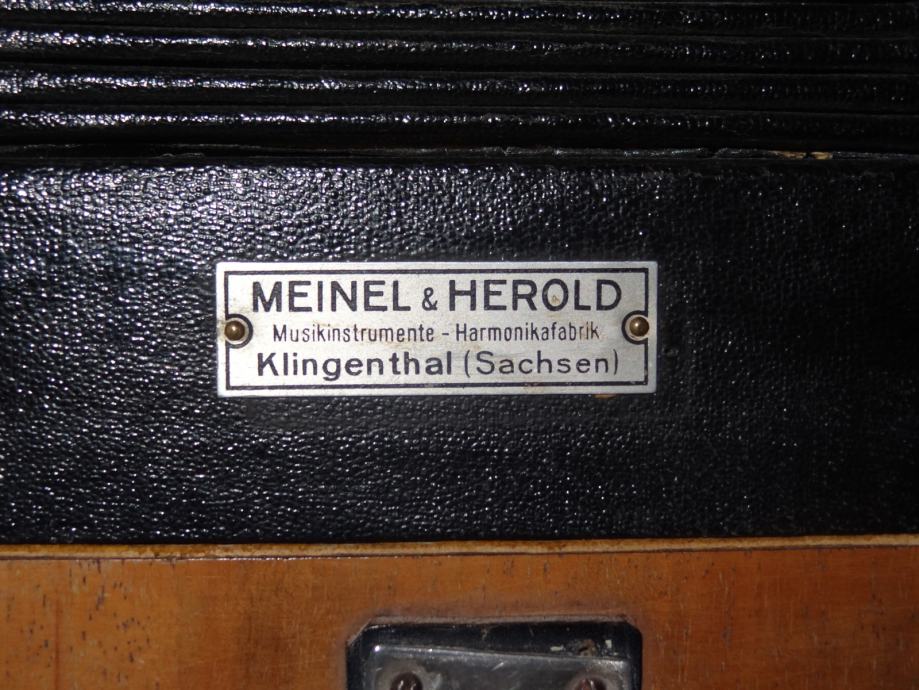 MEINEL & HEROLD
Musikinstrumente - Harmonikafabrik
Klingenthal (Sachsen)